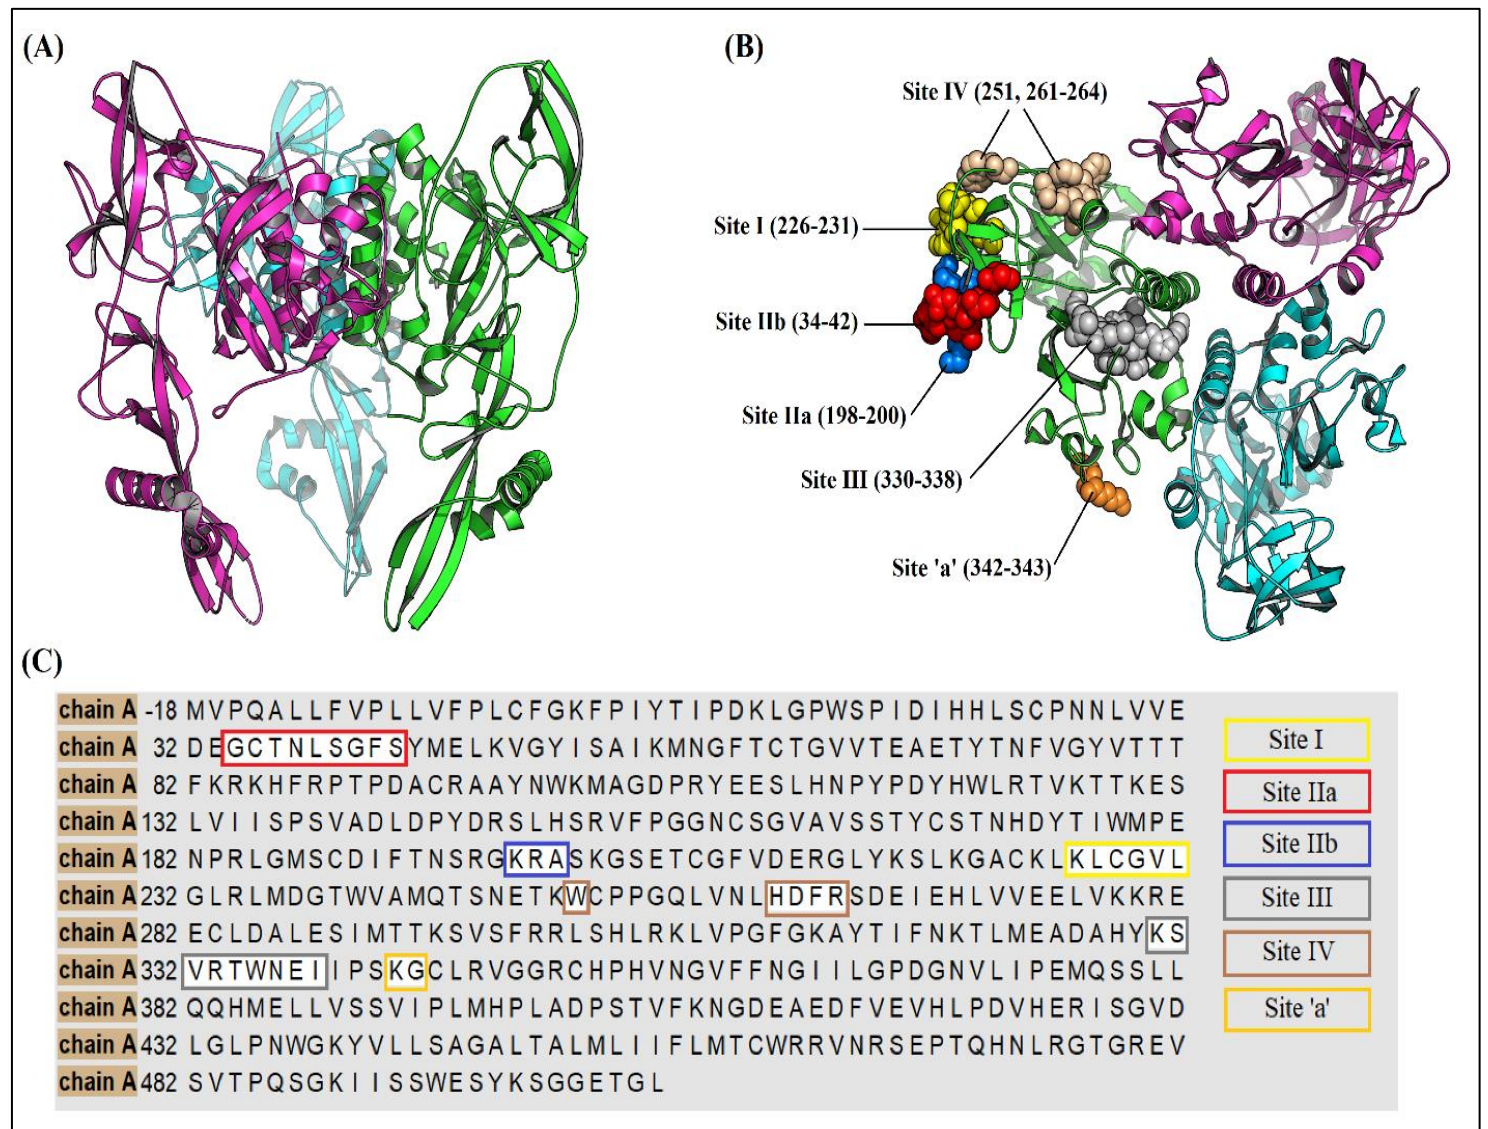 (A)
(B)
Site IV (251, 261-264)
Site I (226-231)
Site IIb (34-42)
Site IIa (198-200)
Site III (330-338)
Site 'a' (342-343)
(C)
chain A -18 MVPQALLFVPLLVFPLCFGKFPIYTIPDKLGPWSPIDIHHLSCPNNLVVE
chain A 32 DEGCTNLSGFSYMELKVGYISAIKMNGFTCTGVVTEAETYTNFVGYVTTT
chain A 82 FKRKHFRPTPDACRAAYNWKMAGDPRYEESLHNPYPDYHWLRTVKTTKES
chain A 132 LVIISPSVADLDPYDRSLHSRVFPGGNCSGVAVSSTYCSTNHDYTIWMPE
chain A 182 NPRLGMSCDIFTNSRGKRASKGSETCGFVDERGLYKSLKGACKLKLCGVL
chain A 232 GLRLMDGTWVAMQTSNETKWCPPGQLVNLHDFRSDEIEHLVVEELVKKRE
chain A 282 ECLDALESIMTTKSVSFRRLSHLRKLVPGFGKAYTIFNKTLMEADAHYKS
chain A 332 VRTWNEIIPSKGCLRVGGRCHPHVNGVFFNGIILGPDGNVLIPEMQSSLL
chain A 382 QQHMELLVSSVIPLMHPLADPSTVFKNGDEAEDFVEVHLPDVHERISGVD
chain A 432 LGLPNWGKYVLLSAGALTALMLIIFLMTCWRRVNRSEPTQHNLRGTGREV
chain A 482 SVTPQSGKIISSWESYKSGGETGL
Site I
Site IIa
Site IIb
Site III
Site IV
Site 'a'